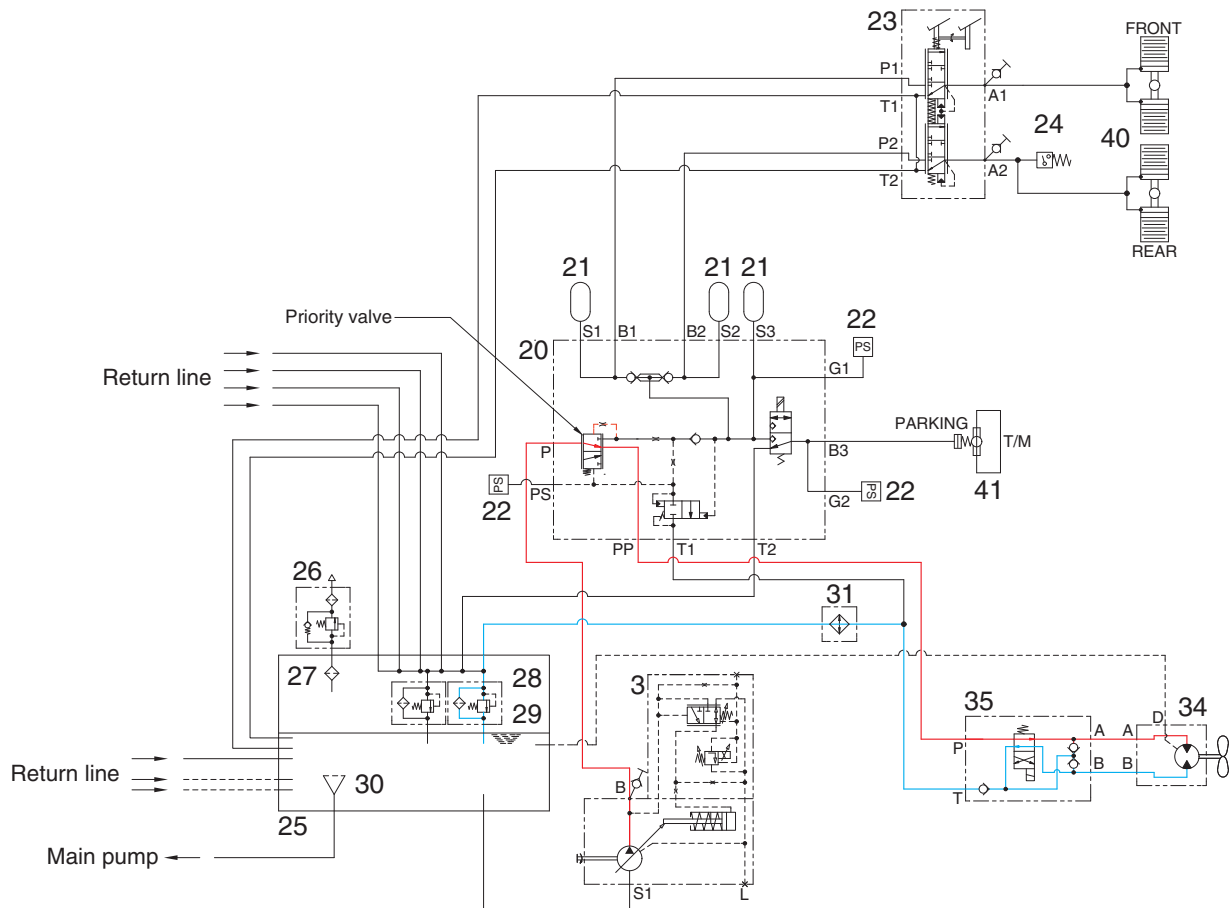 23
FRONT
P1
T1
A1
24
40
P2
T2
A2
REAR
21
21
21
Priority valve
S1
B1
B2
S2
S3
22
20
PS
G1
Return line
PARKING
T/M
P
B3
PS
PS
PS
22
G2
22
41
PP
T1
T2
26
31
27
28
3
29
35
34
D
A
A
P
B
B
Return line
30
B
T
25
Main pump
S1
L